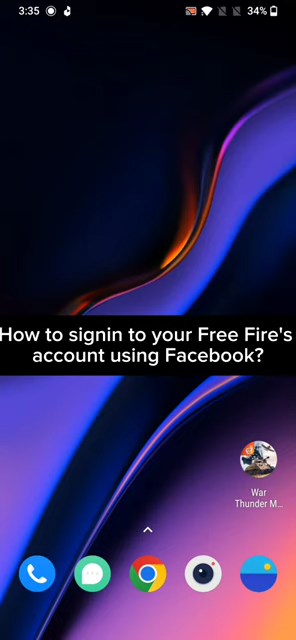 3:35
34%
How to signin to your Free Fire's
account using Facebook?
War
Thunder M...